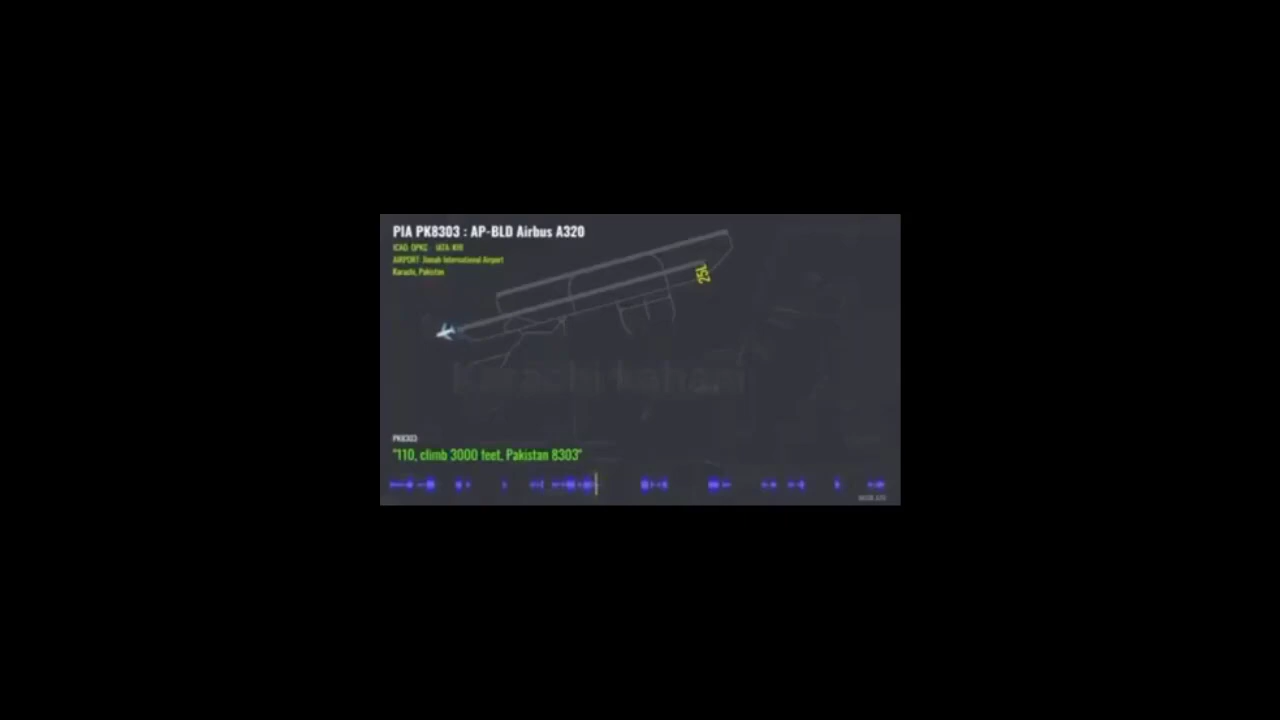 PIA PK8303 : AP-BLD Airbus A320
ICAO: OPKC - IATA: KHI
AIRPORT: Jinnah International Airport
Karachi, Pakistan
25L
PK8303
"110, climb 3000 feet, Pakistan 8303"